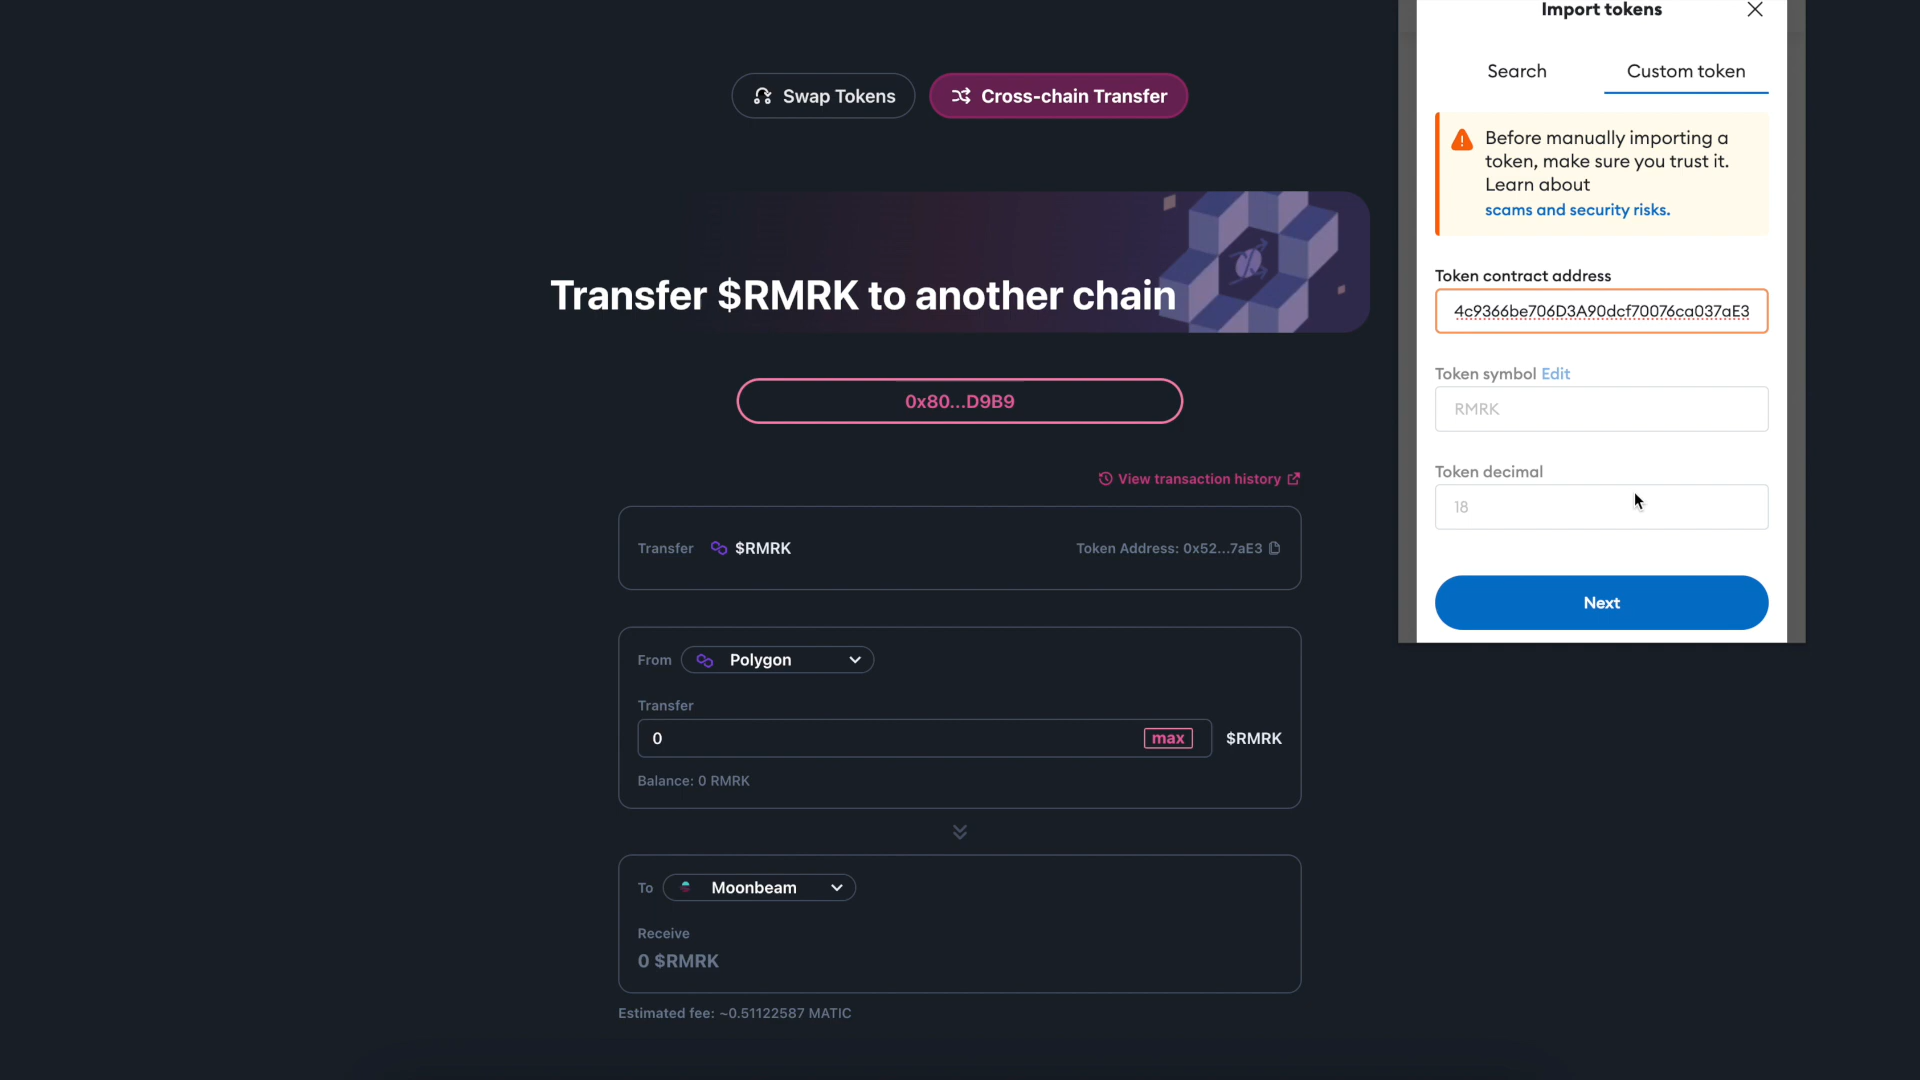 Swap Tokens
Cross-chain Transfer
Transfer $RMRK to another chain
0x80...D9B9
View transaction history
Transfer $RMRK Token Address: 0x52...7aE3
From Polygon
Transfer
0 max $RMRK
Balance: 0 RMRK
To Moonbeam
Receive
0 $RMRK
Estimated fee: ~0.51122587 MATIC
Import tokens
Search Custom token
Before manually importing a
token, make sure you trust it.
Learn about
scams and security risks.
Token contract address
4c9366be706D3A90dcf70076ca037aE3
Token symbol Edit
RMRK
Token decimal
18
Next